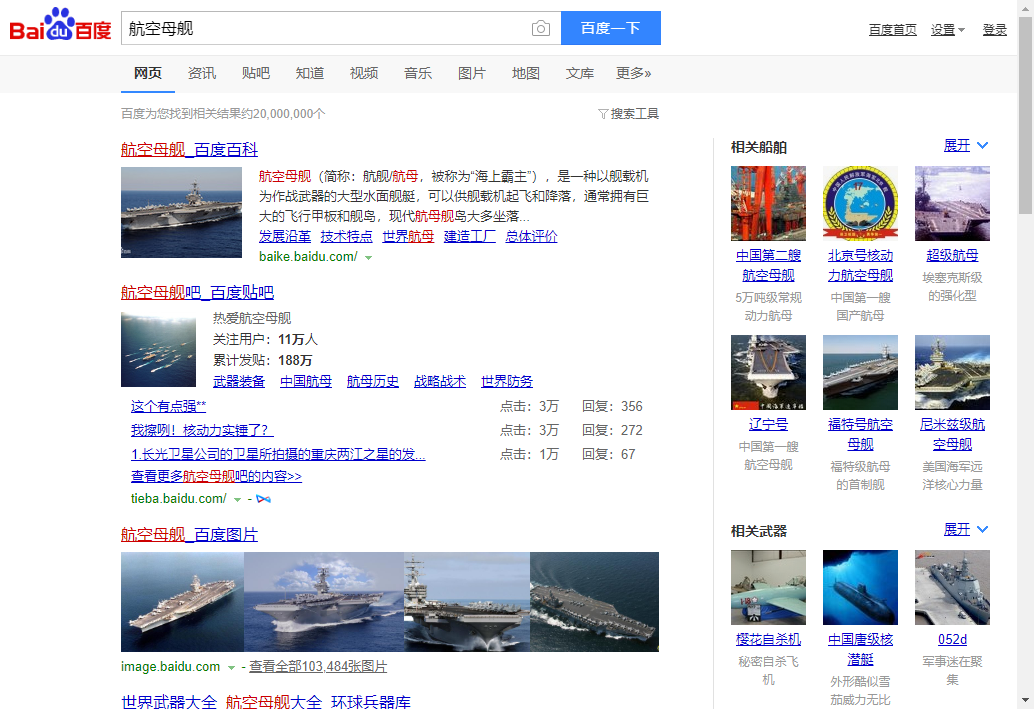 Bai du 百度
航空母舰
百度一下
百度首页 设置 登录
网页 资讯 贴吧 知道 视频 音乐 图片 地图 文库 更多»
百度为您找到相关结果约20,000,000个
搜索工具
航空母舰_百度百科
航空母舰（简称：航舰/航母，被称为“海上霸主”），是一种以舰载机
为作战武器的大型水面舰艇，可以供舰载机起飞和降落，通常拥有巨
大的飞行甲板和舰岛，现代航母舰岛大多坐落...
发展沿革 技术特点 世界航母 建造工厂 总体评价
baike.baidu.com/
航空母舰吧_百度贴吧
热爱航空母舰
关注用户：11万人
累计发贴：188万
武器装备 中国航母 航母历史 战略战术 世界防务
这个有点强** 点击：3万 回复：356
我擦咧！核动力实锤了？ 点击：3万 回复：272
1.长光卫星公司的卫星所拍摄的重庆两江之星的发... 点击：1万 回复：67
查看更多航空母舰吧的内容>>
tieba.baidu.com/ -
航空母舰_百度图片
image.baidu.com - 查看全部103,484张图片
世界武器大全_航空母舰大全_环球兵器库
相关船舶 展开
中国第二艘
航空母舰
5万吨级常规
动力航母
北京号核动
力航空母舰
中国第一艘
国产航母
超级航母
埃塞克斯级
的强化型
辽宁号
中国第一艘
航空母舰
福特号航空
母舰
福特级航母
的首制舰
尼米兹级航
空母舰
美国海军远
洋核心力量
相关武器 展开
樱花自杀机
秘密自杀飞
机
中国唐级核
潜艇
外形酷似雪
茄威力无比
052d
军事迷在聚
集